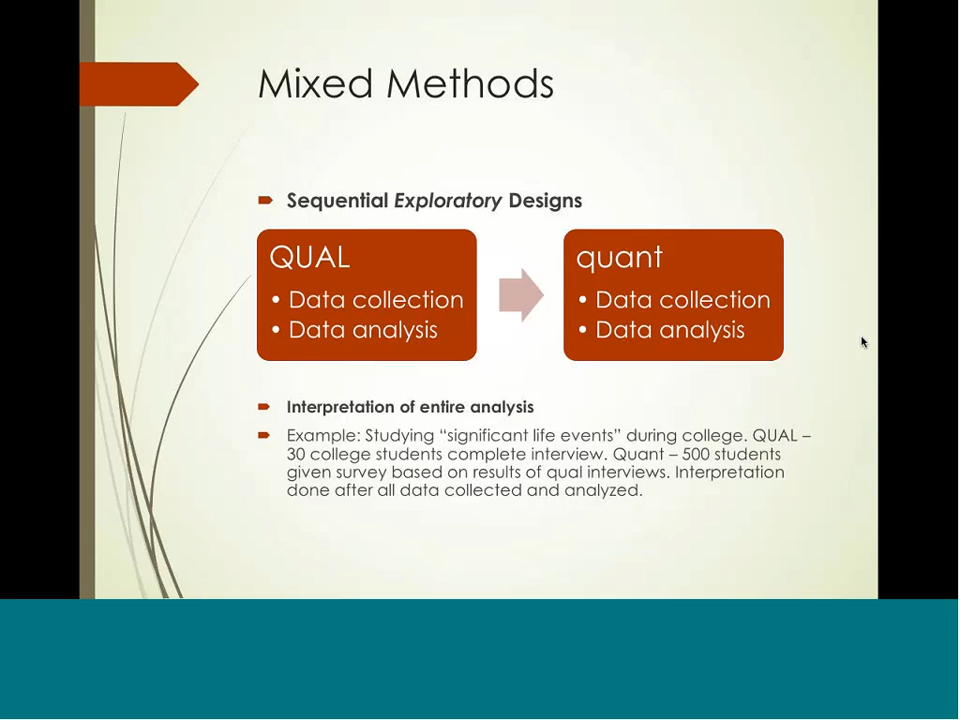 Mixed Methods
Sequential Exploratory Designs
QUAL
• Data collection
• Data analysis
quant
• Data collection
• Data analysis
Interpretation of entire analysis
Example: Studying “significant life events” during college. QUAL –
30 college students complete interview. Quant – 500 students
given survey based on results of qual interviews. Interpretation
done after all data collected and analyzed.